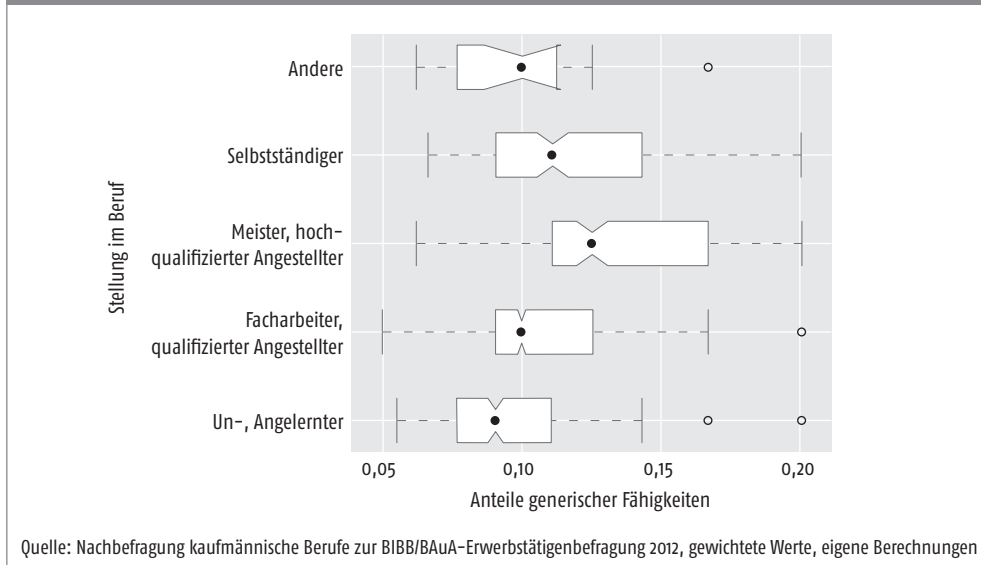 Andere
Selbstständiger
Meister, hoch-
qualifizierter Angestellter
Facharbeiter,
qualifizierter Angestellter
Un-, Angelernter
Stellung im Beruf
0,05 0,10 0,15 0,20
Anteile generischer Fähigkeiten
Quelle: Nachbefragung kaufmännische Berufe zur BIBB/BAuA-Erwerbstätigenbefragung 2012, gewichtete Werte, eigene Berechnungen